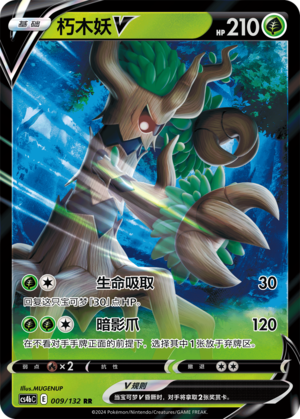 基础
朽木妖V
HP 210
生命吸取 30
回复这只宝可梦「30」点HP。
暗影爪 120
在不看对手手牌正面的前提下，选择其中1张放于弃牌区。
弱点 ×2 抗性 撤退
V规则
当宝可梦V昏厥时，对手将拿取2张奖赏卡。
Illus.MUGENUP
CS4bC E 009/132 RR
©2024 Pokémon/Nintendo/Creatures/GAME FREAK